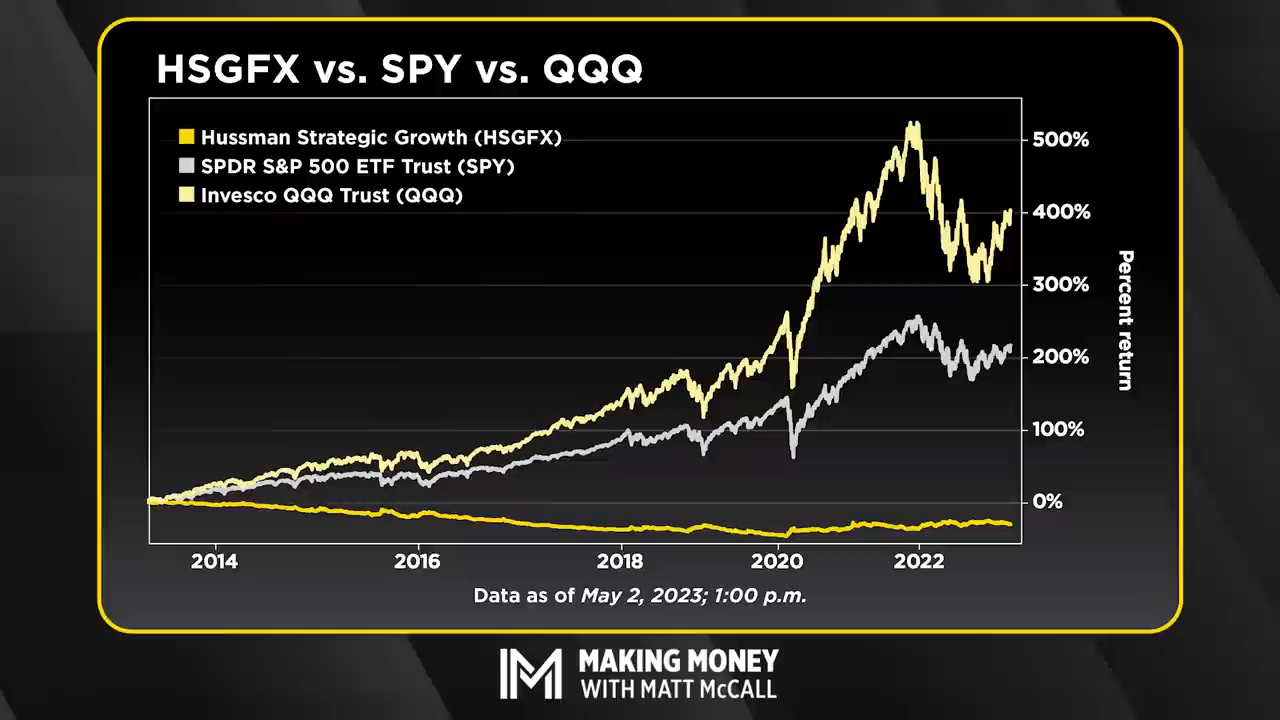 HSGFX vs. SPY vs. QQQ
Hussman Strategic Growth (HSGFX)
SPDR S&P 500 ETF Trust (SPY)
Invesco QQQ Trust (QQQ)
500%
400%
300%
200%
100%
0%
Percent return
2014 2016 2018 2020 2022
Data as of May 2, 2023; 1:00 p.m.
MAKING MONEY
WITH MATT McCALL